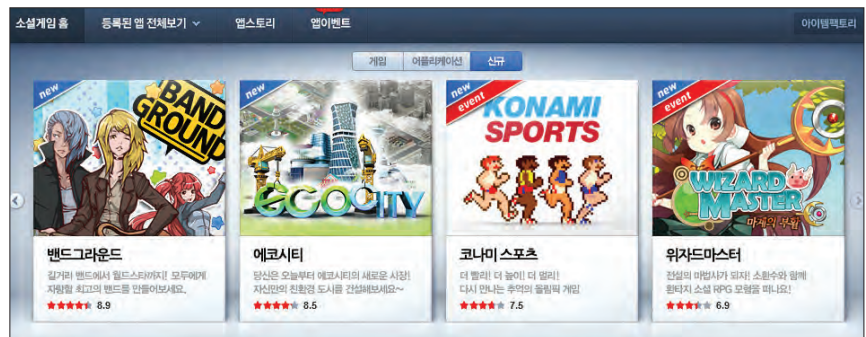 소셜게임 홈 등록된 앱 전체보기 앱스토리 앱이벤트 아이템팩토리
게임 어플리케이션 신규
new
BAND
GROUND
밴드그라운드
길거리 밴드에서 월드스타까지! 모두에게
자랑할 최고의 밴드를 만들어보세요.
8.9
new
ECOCITY
에코시티
당신은 오늘부터 에코시티의 새로운 시장!
자신만의 친환경 도시를 건설해보세요~
8.5
new
event
KONAMI
SPORTS
코나미 스포츠
더 빨리! 더 높이! 더 멀리!
다시 만나는 추억의 올림픽 게임
7.5
new
event
WIZARD
MASTER
마계의 부활
위자드마스터
전설의 마법사가 되자! 소환수와 함께
환타지 소셜 RPG 모험을 떠나요!
6.9